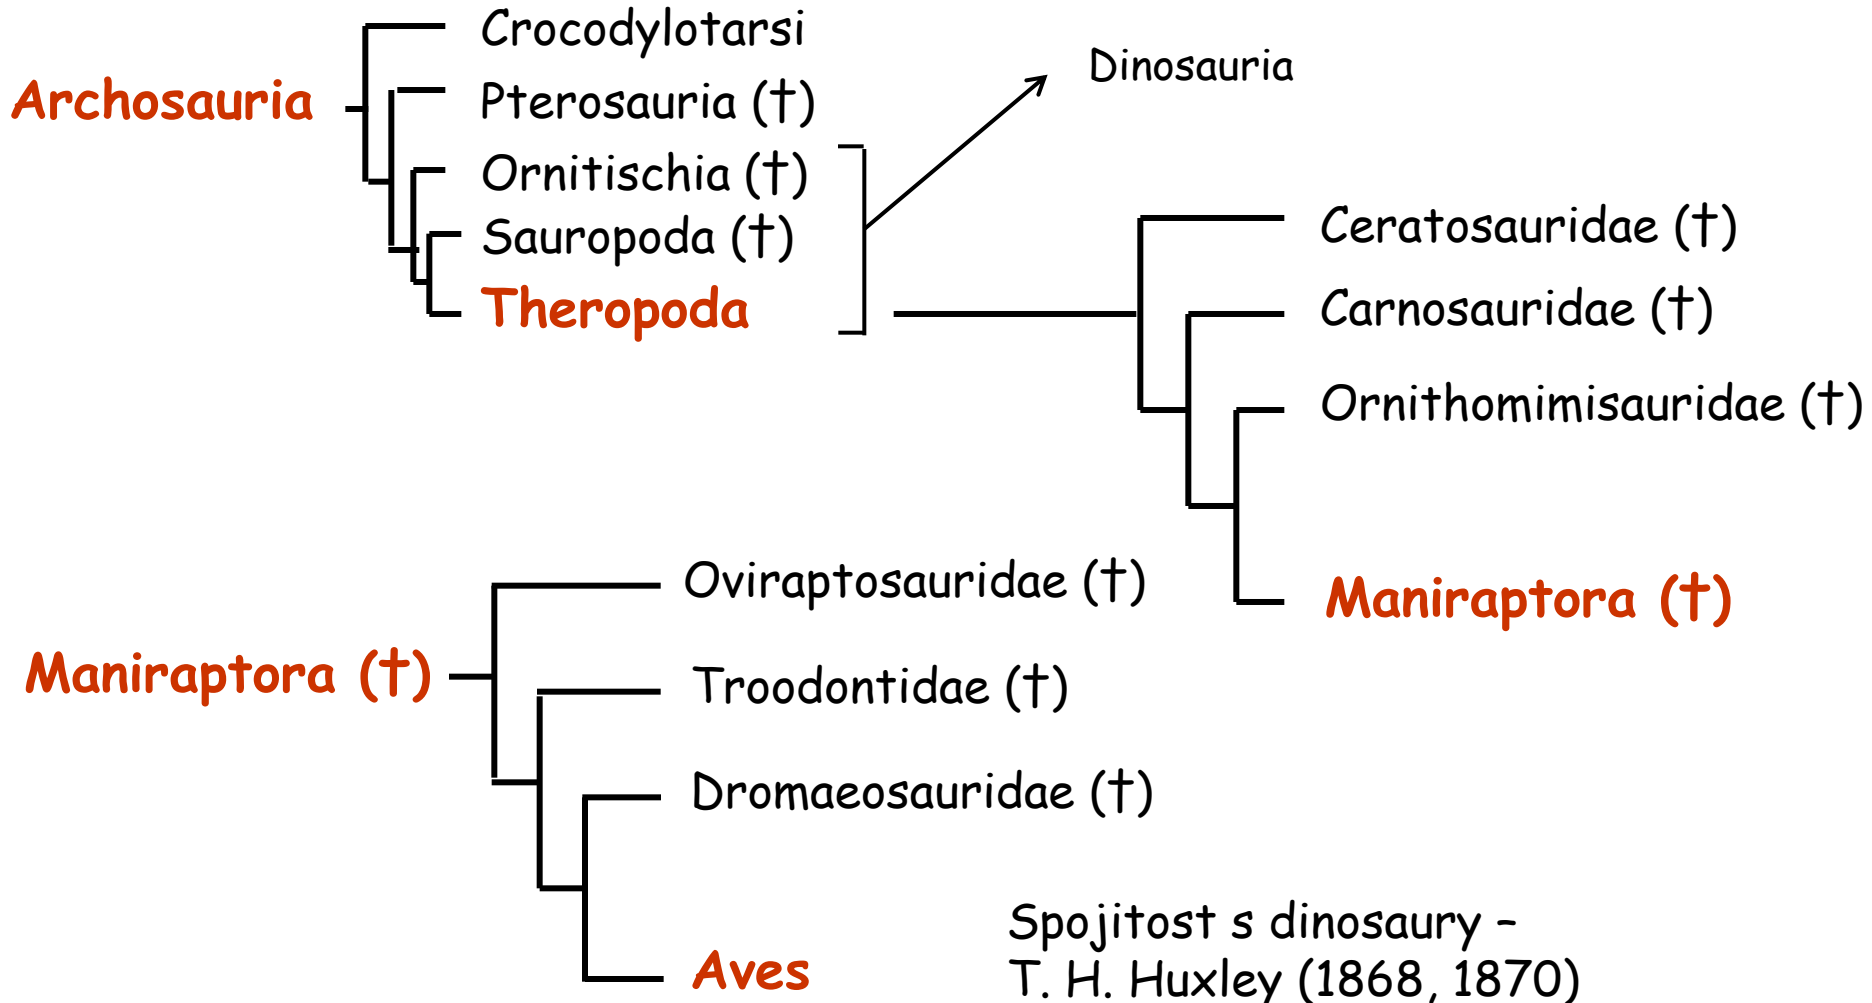 Crocodylotarsi
Archosauria
Pterosauria (†)
Ornitischia (†)
Sauropoda (†)
Theropoda
Dinosauria
Ceratosauridae (†)
Carnosauridae (†)
Ornithomimisauridae (†)
Maniraptora (†)
Maniraptora (†)
Oviraptosauridae (†)
Troodontidae (†)
Dromaeosauridae (†)
Aves
Spojitost s dinosaury –
T. H. Huxley (1868, 1870)